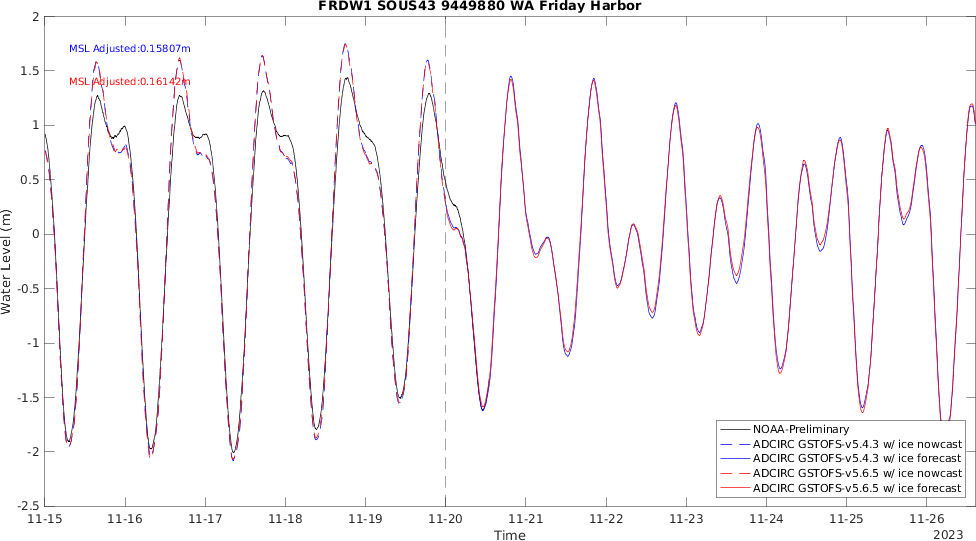 FRDW1 SOUS43 9449880 WA Friday Harbor
2
1.5
1
0.5
0
-0.5
-1
-1.5
-2
-2.5
Water Level (m)
MSL Adjusted:0.15807m
MSL Adjusted:0.16142m
NOAA-Preliminary
ADCIRC GSTOFS-v5.4.3 w/ ice nowcast
ADCIRC GSTOFS-v5.4.3 w/ ice forecast
ADCIRC GSTOFS-v5.6.5 w/ ice nowcast
ADCIRC GSTOFS-v5.6.5 w/ ice forecast
11-15 11-16 11-17 11-18 11-19 11-20 11-21 11-22 11-23 11-24 11-25 11-26
Time
2023